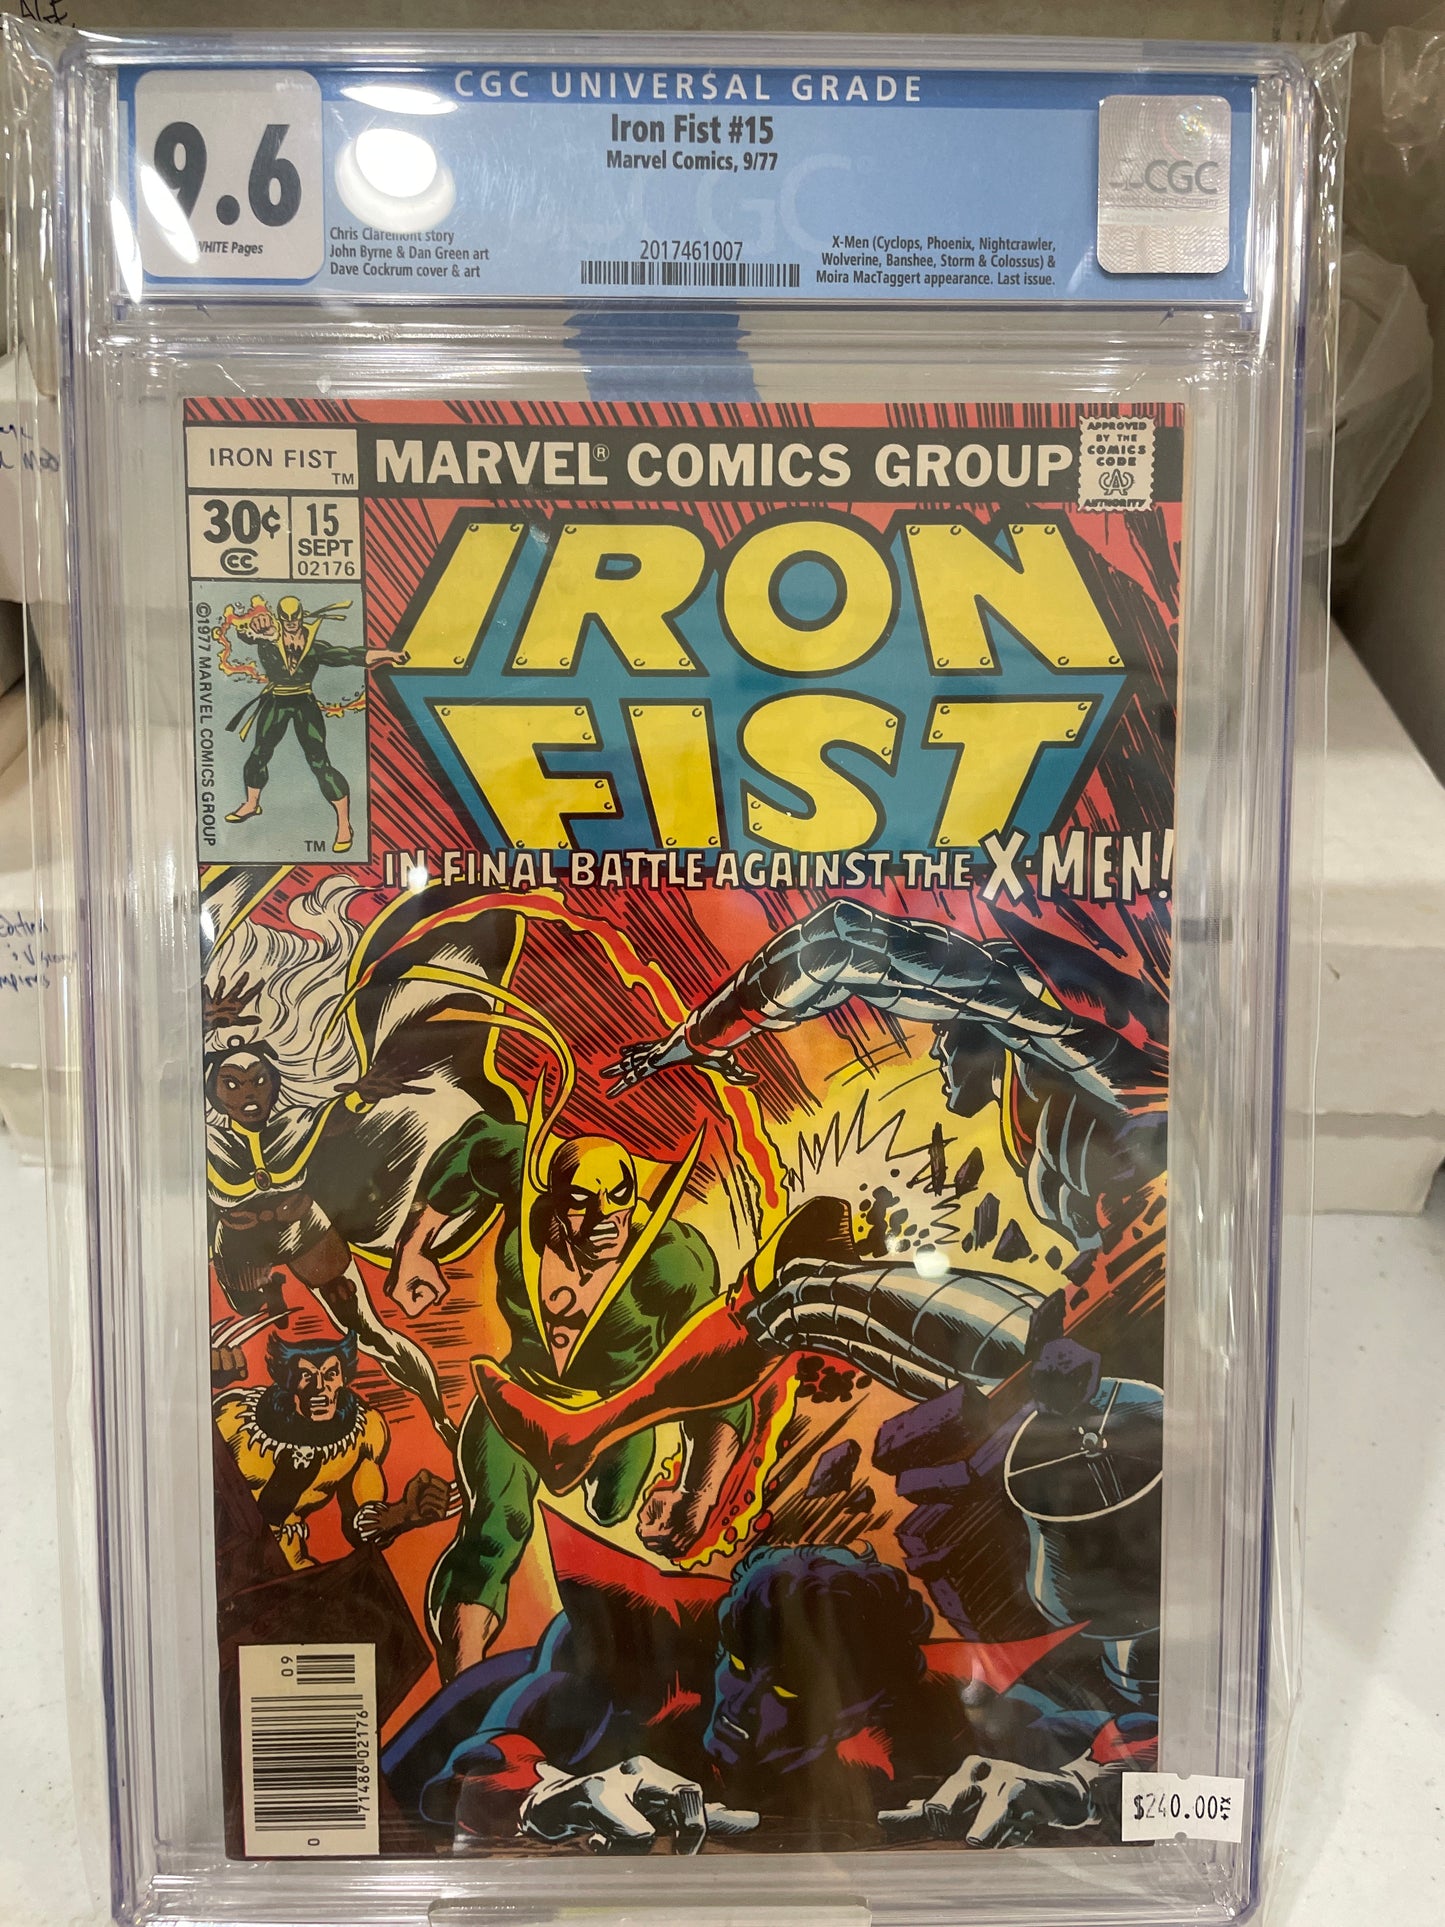 CGC UNIVERSAL GRADE
9.6
WHITE Pages
Iron Fist #15
Marvel Comics, 9/77
Chris Claremont story
John Byrne & Dan Green art
Dave Cockrum cover & art
2017461007
X-Men (Cyclops, Phoenix, Nightcrawler,
Wolverine, Banshee, Storm & Colossus) &
Moira MacTaggert appearance. Last issue.
CGC
IRON FIST TM
MARVEL® COMICS GROUP
APPROVED
BY THE
COMICS
CODE
AUTHORITY
30¢
CC
15
SEPT
02176
©1977 MARVEL COMICS GROUP
TM
IRON
FIST
IN FINAL BATTLE AGAINST THE X-MEN!
09
71486 02176
0
$240.00 +TX